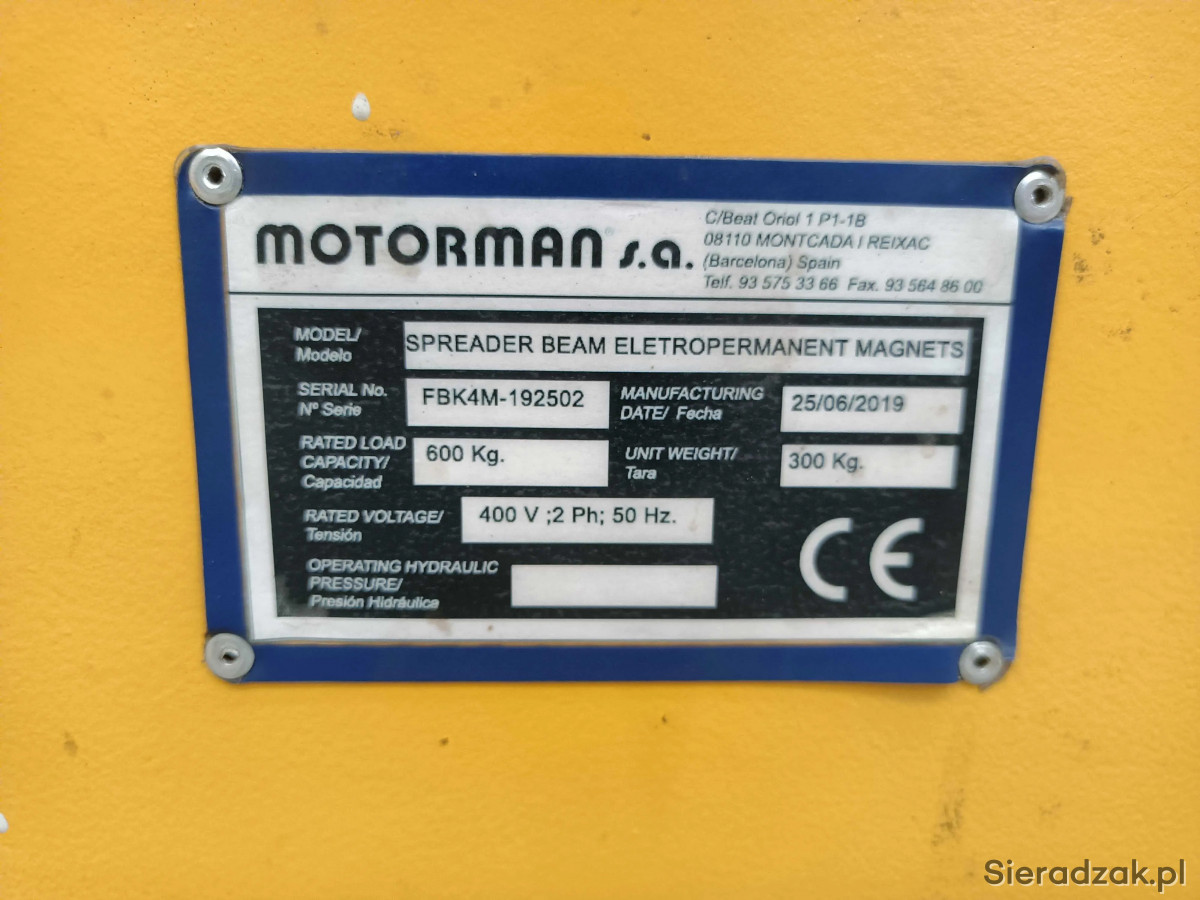 MOTORMAN s.a.
C/Beat Oriol 1 P1-1B
08110 MONTCADA I REIXAC
(Barcelona) Spain
Telf. 93 575 33 66 Fax. 93 564 86 00
MODEL/
Modelo
SPREADER BEAM ELETROPERMANENT MAGNETS
SERIAL No.
Nº Serie
FBK4M-192502
MANUFACTURING
DATE/ Fecha
25/06/2019
RATED LOAD
CAPACITY/
Capacidad
600 Kg.
UNIT WEIGHT/
Tara
300 Kg.
RATED VOLTAGE/
Tensión
400 V ;2 Ph; 50 Hz.
OPERATING HYDRAULIC
PRESSURE/
Presión Hidráulica
CE
Sieradzak.pl